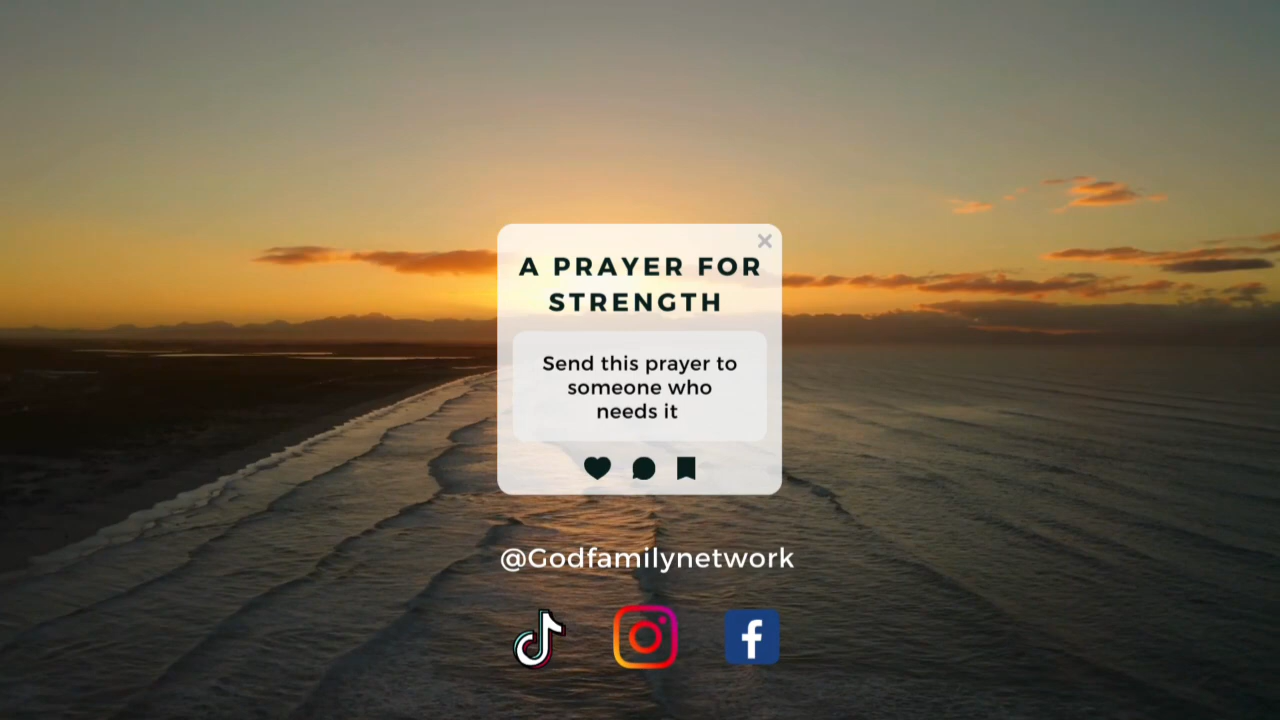 A PRAYER FOR
STRENGTH
Send this prayer to
someone who
needs it
@Godfamilynetwork